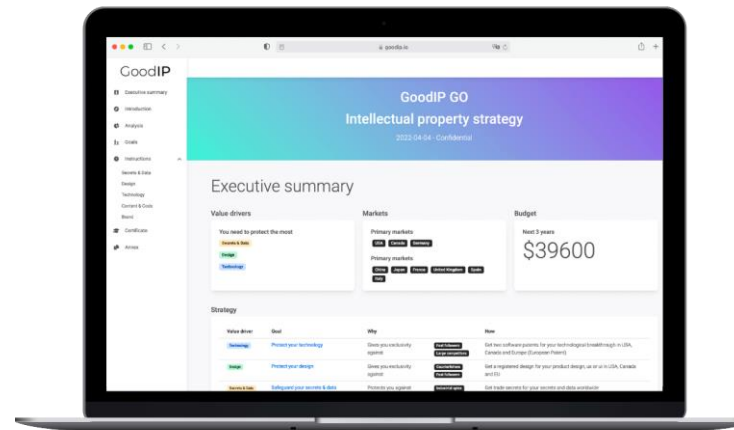 goodip.io
GoodIP
Executive summary
Introduction
Analysis
Goals
Instructions
Secrets & Data
Design
Technology
Content & Code
Brand
Certificate
Annex
GoodIP GO
Intellectual property strategy
2022-04-04 - Confidential
Executive summary
Value drivers
You need to protect the most
Secrets & Data
Design
Technology
Markets
Primary markets
USA Canada Germany
Primary markets
China Japan France United Kingdom Spain
Italy
Budget
Next 3 years
$39600
Strategy
Value driver Goal Why How
Technology Protect your technology Gives you exclusivity against Fast followers Large competitors Get two software patents for your technological breakthrough in USA,
Canada and Europe (European Patent).
Design Protect your design Gives you exclusivity against Counterfeiters Fast followers Get a registered design for your product design, ux or ui in USA, Canada
and EU
Secrets & Data Safeguard your secrets & data Protects you against Industrial spies Get trade secrets for your secrets and data worldwide